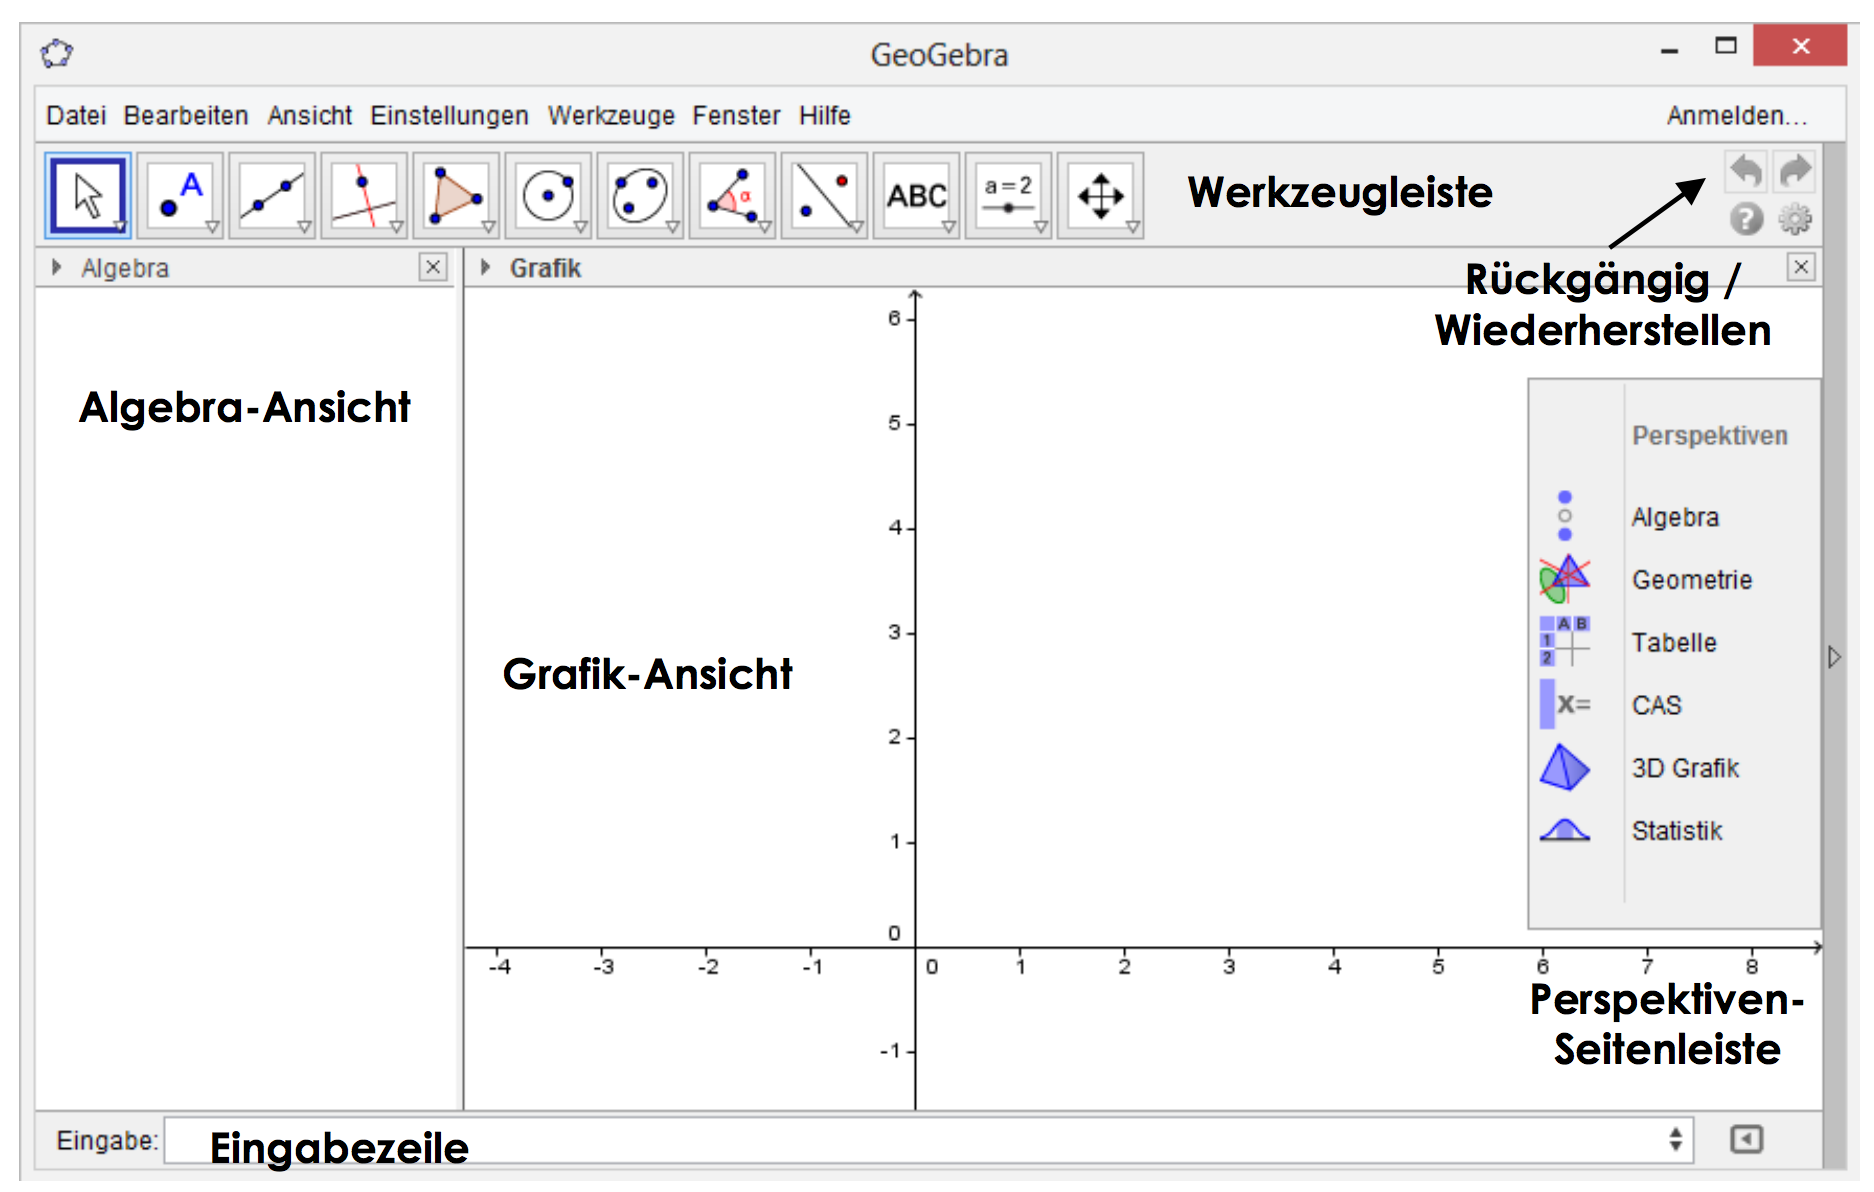 GeoGebra
Datei Bearbeiten Ansicht Einstellungen Werkzeuge Fenster Hilfe Anmelden...
A α ABC a=2 Werkzeugleiste ?
Algebra Grafik
Rückgängig /
Wiederherstellen
Algebra-Ansicht
Grafik-Ansicht
6
5
4
3
2
1
0
-1
-4 -3 -2 -1 0 1 2 3 4 5 6 7 8
Perspektiven
Algebra
Geometrie
A B
1
2
Tabelle
X= CAS
3D Grafik
Statistik
Perspektiven-
Seitenleiste
Eingabe: Eingabezeile